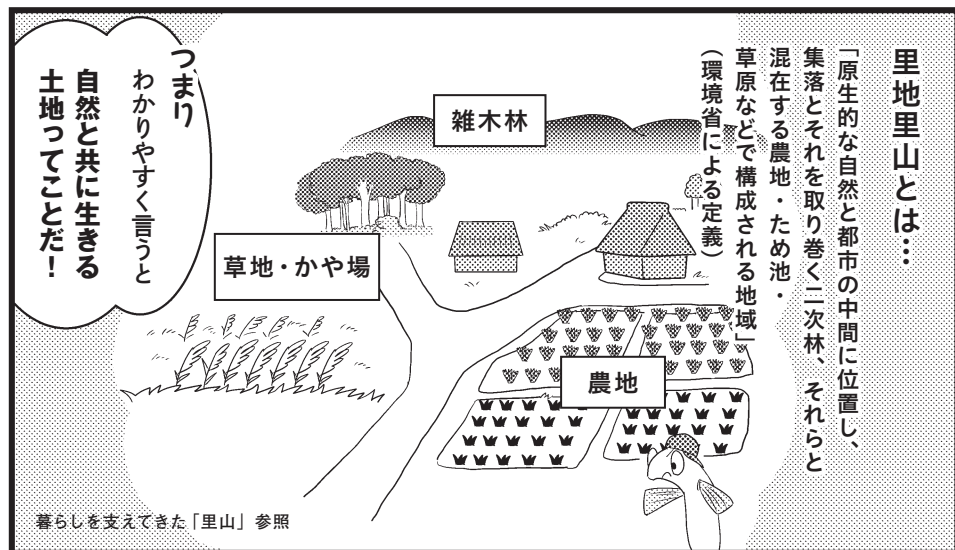 里地里山とは…
「原生的な自然と都市の中間に位置し、
集落とそれを取り巻く二次林、それらと
混在する農地・ため池・
草原などで構成される地域」
(環境省による定義)
雑木林
草地・かや場
農地
つまり
わかりやすく言うと
自然と共に生きる
土地ってことだ！
暮らしを支えてきた「里山」参照